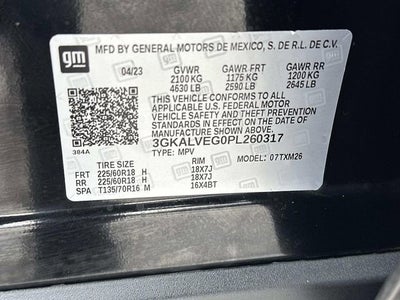 gm
MFD BY GENERAL MOTORS DE MEXICO, S. DE R.L. DE C.V.
04/23 GVWR GAWR FRT GAWR RR
2100 KG 1175 KG 1200 KG
4630 LB 2590 LB 2645 LB
THIS VEHICLE CONFORMS TO ALL
APPLICABLE U.S. FEDERAL MOTOR
VEHICLE SAFETY AND THEFT PREVENTION
STANDARDS IN EFFECT ON THE DATE OF
MANUFACTURE SHOWN ABOVE.
384A
3GKALVEG0PL260317
TYPE: MPV 07TXM26
TIRE SIZE RIM
FRT 225/60R18 H 18X7J
RR 225/60R18 H 18X7J
SPA T135/70R16 M 16X4BT